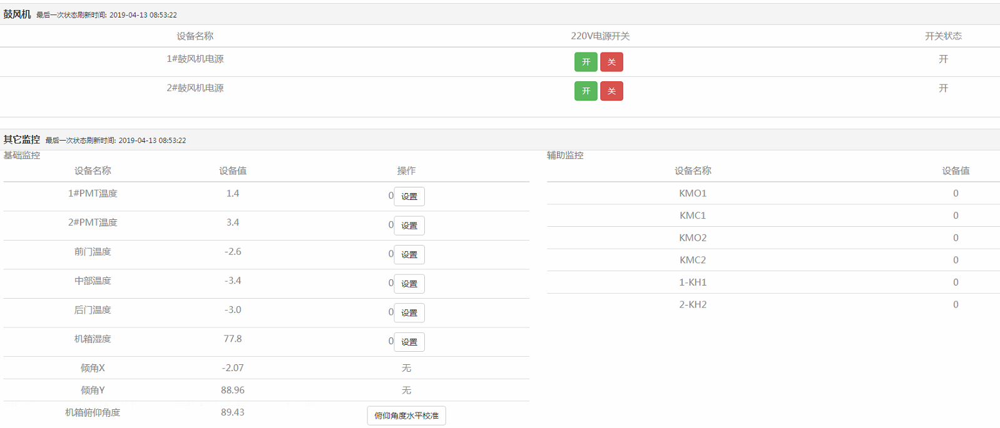 鼓风机 最后一次状态刷新时间: 2019-04-13 08:53:22
设备名称 220V电源开关 开关状态
1#鼓风机电源 开 关 开
2#鼓风机电源 开 关 开
其它监控 最后一次状态刷新时间: 2019-04-13 08:53:22
基础监控
设备名称 设备值 操作
1#PMT温度 1.4 0 设置
2#PMT温度 3.4 0 设置
前门温度 -2.6 0 设置
中部温度 -3.4 0 设置
后门温度 -3.0 0 设置
机箱湿度 77.8 0 设置
倾角X -2.07 无
倾角Y 88.96 无
机箱俯仰角度 89.43 俯仰角度水平校准
辅助监控
设备名称 设备值
KMO1 0
KMC1 0
KMO2 0
KMC2 0
1-KH1 0
2-KH2 0